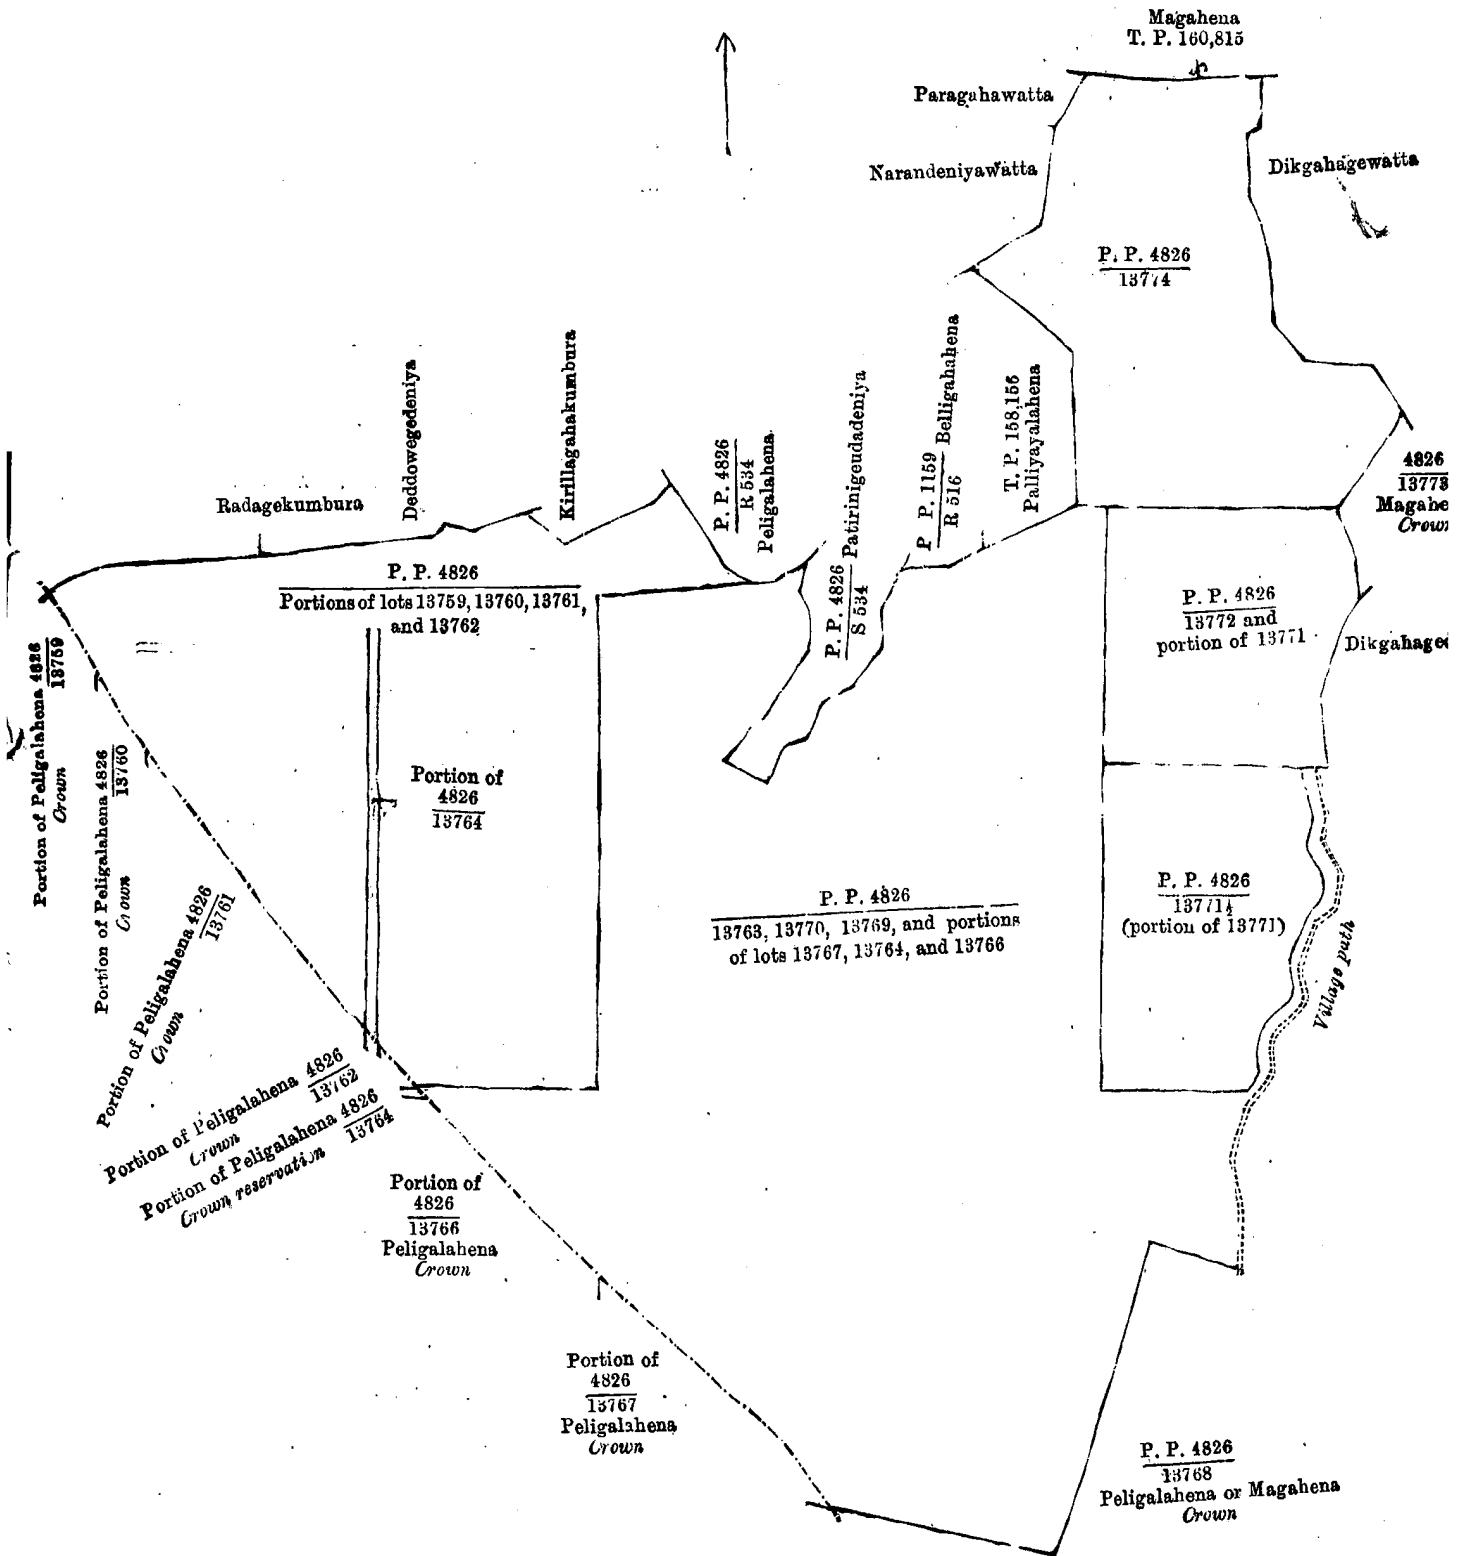 Magahena
T. P. 160,815
Paragahawatta
Narandeniyawatta
Dikgahagewatta
P. P. 4826
13774
Radagekumbura
Deddowegedeniya
Kirillagahakumbura
P. P. 4826
R 534
Peligalahena
P. P. 4826
S 534
Patirinigeudadeniya
P P. 1159
R 516
Belligahahena
T. P. 158,156
Palliyayalahena
4826
13773
Magahe
Crown
P. P. 4826
Portions of lots 13759, 13760, 13761,
and 13762
P. P. 4826
13772 and
portion of 13771
Dikgahage
Portion of Peligalahena 4826
13759
Crown
Portion of Peligalahena 4826
13760
Crown
Portion of Peligalahena 4826
13761
Crown
Portion of Peligalahena 4826
13762
Crown
Portion of Peligalahena 4826
13764
Crown reservation
Portion of
4826
13764
P. P. 4826
13763, 13770, 13769, and portions
of lots 13767, 13764, and 13766
P. P. 4826
13771½
(portion of 13771)
Village path
Portion of
4826
13766
Peligalahena
Crown
Portion of
4826
13767
Peligalahena
Crown
P. P. 4826
13768
Peligalahena or Magahena
Crown